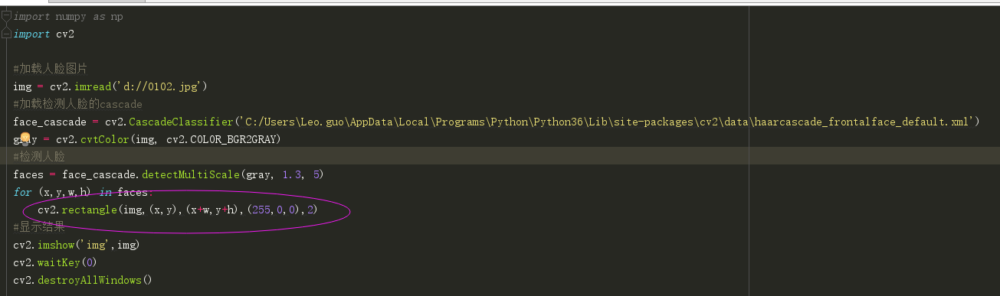 import numpy as np
import cv2
#加载人脸图片
img = cv2.imread('d://0102.jpg')
#加载检测人脸的cascade
face_cascade = cv2.CascadeClassifier('C:/Users\Leo.guo\AppData\Local\Programs\Python\Python36\Lib\site-packages\cv2\data\haarcascade_frontalface_default.xml')
gray = cv2.cvtColor(img, cv2.COLOR_BGR2GRAY)
#检测人脸
faces = face_cascade.detectMultiScale(gray, 1.3, 5)
for (x,y,w,h) in faces:
    cv2.rectangle(img,(x,y),(x+w,y+h),(255,0,0),2)
#显示结果
cv2.imshow('img',img)
cv2.waitKey(0)
cv2.destroyAllWindows()